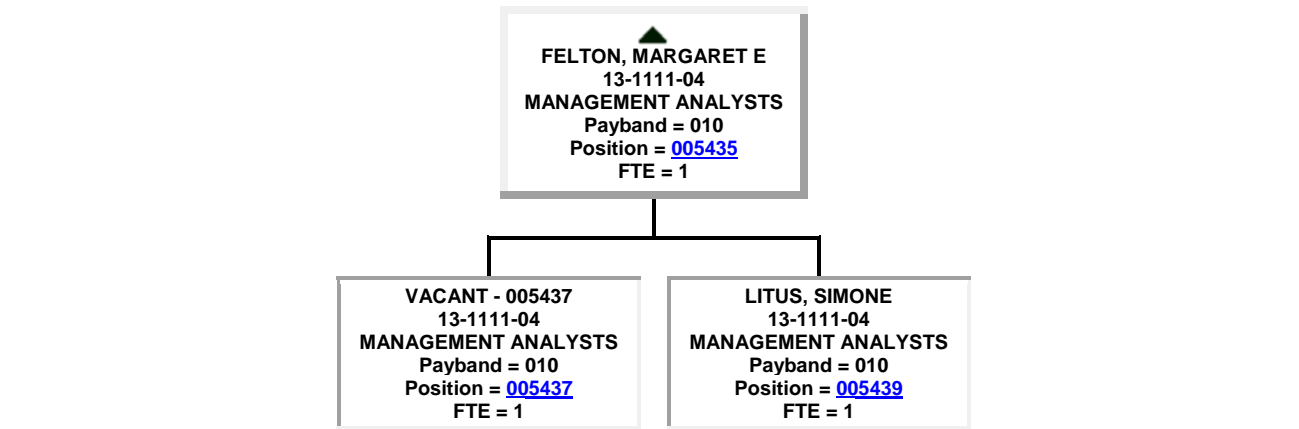 FELTON, MARGARET E
13-1111-04
MANAGEMENT ANALYSTS
Payband = 010
Position = 005435
FTE = 1
VACANT - 005437
13-1111-04
MANAGEMENT ANALYSTS
Payband = 010
Position = 005437
FTE = 1
LITUS, SIMONE
13-1111-04
MANAGEMENT ANALYSTS
Payband = 010
Position = 005439
FTE = 1